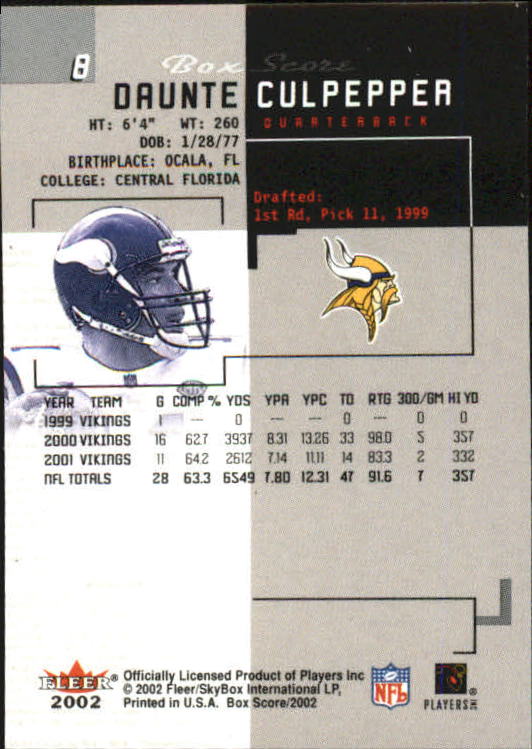 8
Box Score
DAUNTE CULPEPPER
QUARTERBACK
HT: 6'4" WT: 260
DOB: 1/28/77
BIRTHPLACE: OCALA, FL
COLLEGE: CENTRAL FLORIDA
Drafted:
1st Rd, Pick 11, 1999
YEAR TEAM G COMP % YDS YPA YPC TD RTG 300/GM HI YD
1999 VIKINGS 1 --- 0 --- --- 0 --- 0 0
2000 VIKINGS 16 62.7 3937 8.31 13.26 33 98.0 5 357
2001 VIKINGS 11 64.2 2612 7.14 11.11 14 83.3 2 332
NFL TOTALS 28 63.3 6549 7.80 12.31 47 91.6 7 357
FLEER®
2002
Officially Licensed Product of Players Inc
© 2002 Fleer/SkyBox International LP,
Printed in U.S.A. Box Score/2002
NFL
®
PLAYERS INC